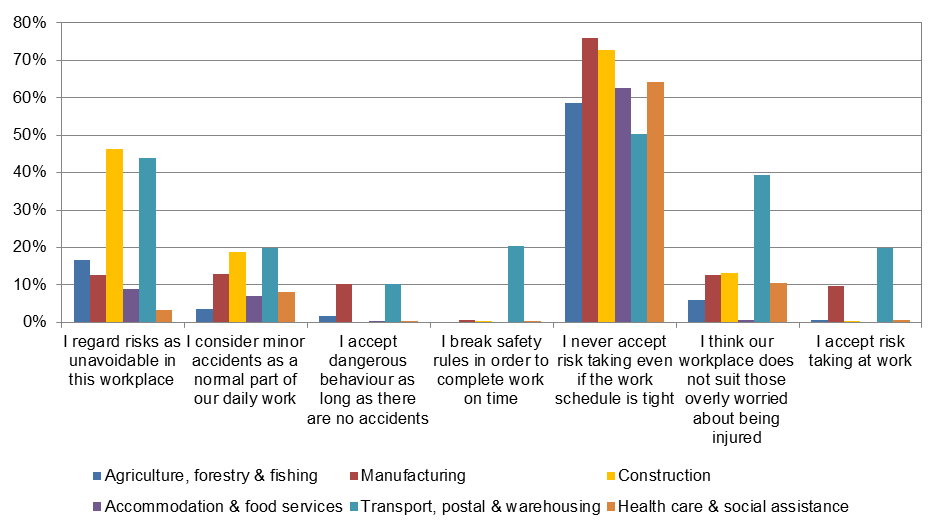 80%
70%
60%
50%
40%
30%
20%
10%
0%
I regard risks as
unavoidable in
this workplace
I consider minor
accidents as a
normal part of
our daily work
I accept
dangerous
behaviour as
long as there
are no accidents
I break safety
rules in order to
complete work
on time
I never accept
risk taking even
if the work
schedule is tight
I think our
workplace does
not suit those
overly worried
about being
injured
I accept risk
taking at work
Agriculture, forestry & fishing
Manufacturing
Construction
Accommodation & food services
Transport, postal & warehousing
Health care & social assistance